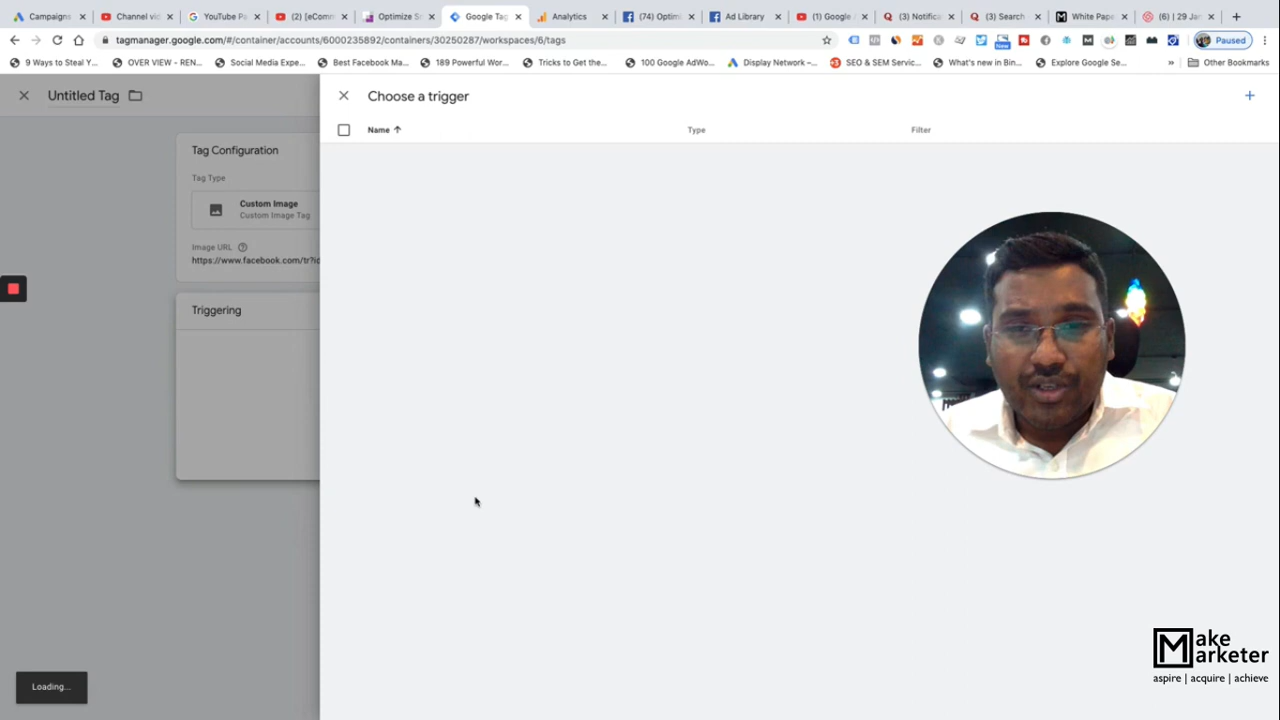 Campaigns
Channel vi
YouTube P
(2) [eComm
Optimize S
Google Tag
Analytics
(74) Optimi
Ad Library
(1) Google
(3) Notifica
(3) Search
White Pape
(6) | 29 Jan
tagmanager.google.com/#/container/accounts/6000235892/containers/30250287/workspaces/6/tags
New
Paused
9 Ways to Steal Y...
OVER VIEW - REN...
Social Media Expe...
Best Facebook Ma...
189 Powerful Wor...
Tricks to Get the...
100 Google AdWo...
Display Network –...
SEO & SEM Servic...
What's new in Bin...
Explore Google Se...
»
Other Bookmarks
Untitled Tag
Choose a trigger
Name
Type
Filter
Tag Configuration
Tag Type
Custom Image
Custom Image Tag
Image URL
https://www.facebook.com/tr?id
Triggering
Loading...
Make
Marketer
aspire | acquire | achieve